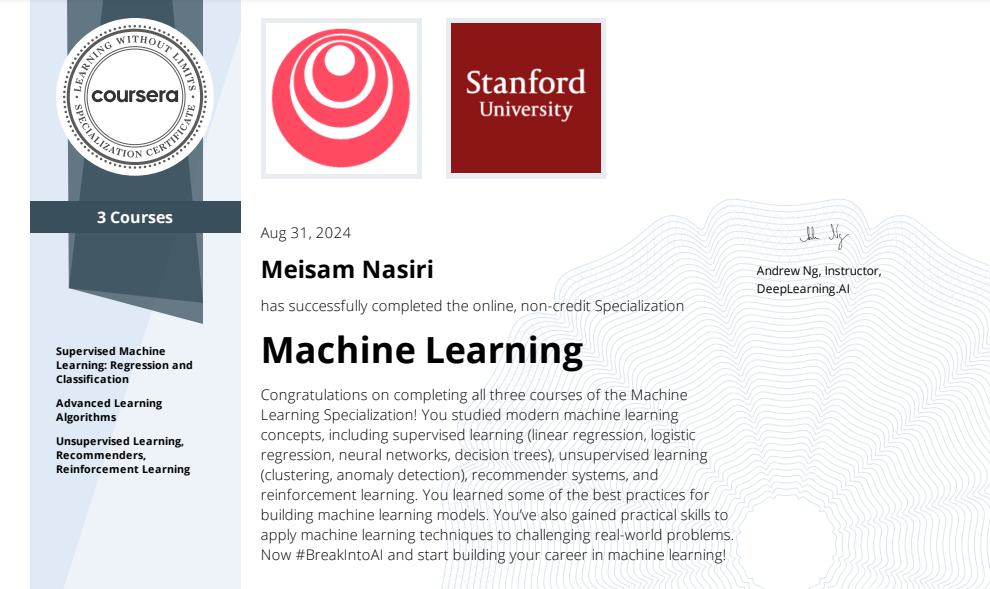 LEARNING WITHOUT LIMITS
coursera
SPECIALIZATION CERTIFICATE
3 Courses
Supervised Machine
Learning: Regression and
Classification
Advanced Learning
Algorithms
Unsupervised Learning,
Recommenders,
Reinforcement Learning
Stanford
University
Aug 31, 2024
Meisam Nasiri
has successfully completed the online, non-credit Specialization
Machine Learning
Congratulations on completing all three courses of the Machine
Learning Specialization! You studied modern machine learning
concepts, including supervised learning (linear regression, logistic
regression, neural networks, decision trees), unsupervised learning
(clustering, anomaly detection), recommender systems, and
reinforcement learning. You learned some of the best practices for
building machine learning models. You’ve also gained practical skills to
apply machine learning techniques to challenging real-world problems.
Now #BreakIntoAI and start building your career in machine learning!
Andrew Ng, Instructor,
DeepLearning.AI